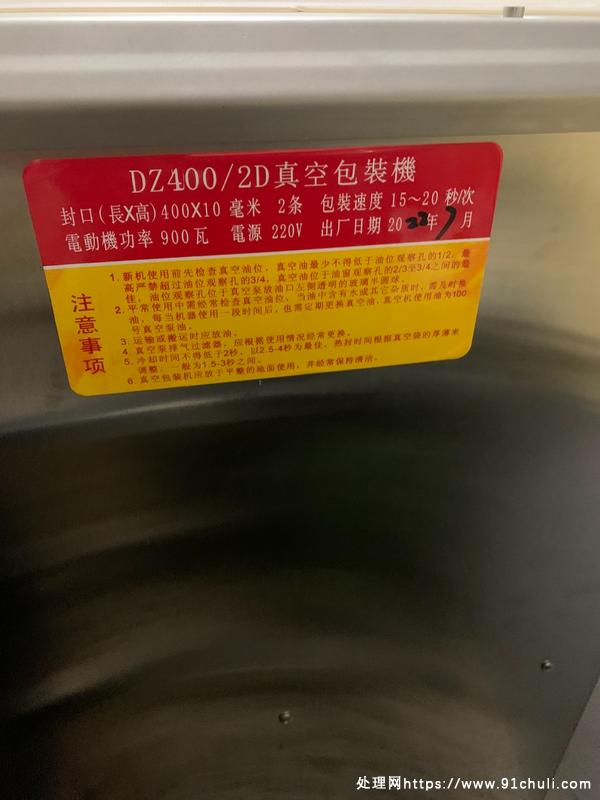 DZ400/2D真空包裝機
封口(長X高)400X10 毫米 2条 包裝速度 15～20 秒/次
電動機功率 900瓦 電源 220V 出厂日期 2022年7月
注意事项
1. 新机使用前先检查真空油位，真空油最少不得低于油位观察孔的1/2，最
高严禁超过油位观察孔的3/4，真空油位于油窗观察孔的2/3至3/4之间的最
佳，油位观察孔位于真空泵放油口左侧透明的玻璃半圆球。
2. 平常使用中需经常检查真空油位，当油中含有水或其它杂质时，需及时换
油，每当机器使用一段时间后，也需定期更换真空油，真空机使用油为100
号真空泵油。
3. 运输或搬运时应放油。
4. 真空泵排气过滤器，应根据使用情况经常更换。
5. 冷却时间不得低于2秒，以2.5-4秒为最佳，热封时间根据真空袋的厚薄来
调整，一般为1.5-3秒之间。
6. 真空包装机应放于平整的地面使用，并经常保持清洁。
处理网https://www.91chuli.com